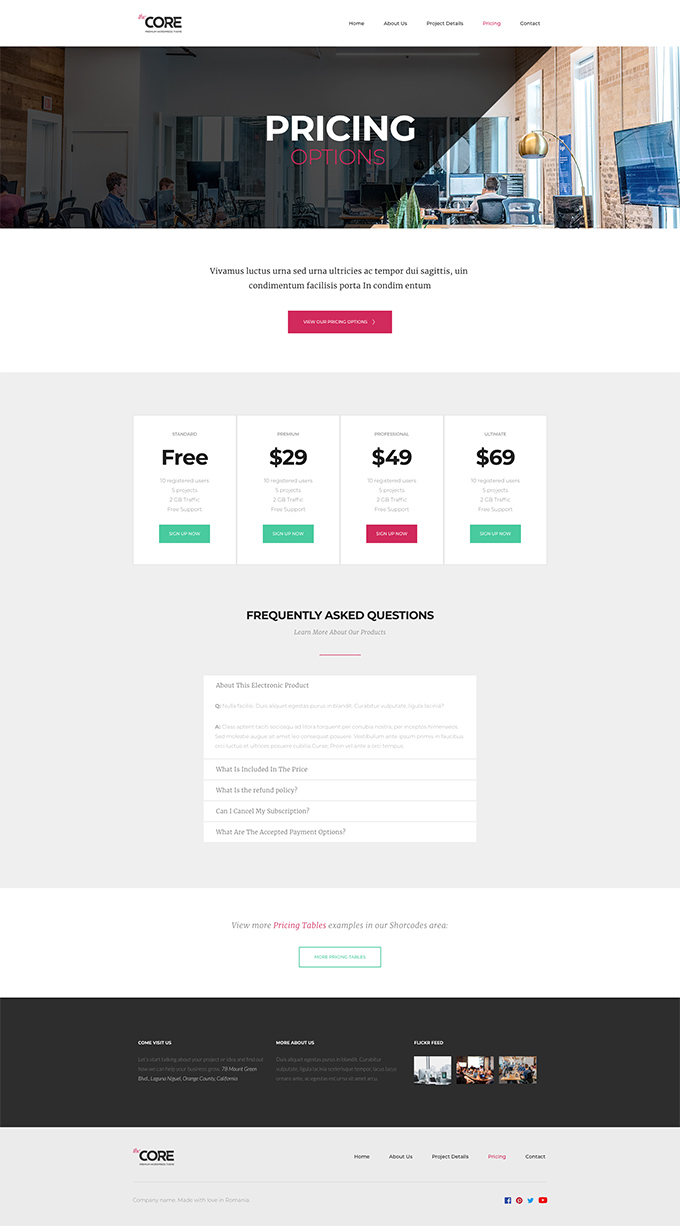 the
CORE
PREMIUM WORDPRESS THEME
Home About Us Project Details Pricing Contact
PRICING
OPTIONS
Vivamus luctus urna sed urna ultricies ac tempor dui sagittis, uin
condimentum facilisis porta In condim entum
VIEW OUR PRICING OPTIONS
STANDARD
Free
10 registered users
5 projects
2 GB Traffic
Free Support
SIGN UP NOW
PREMIUM
$29
10 registered users
5 projects
2 GB Traffic
Free Support
SIGN UP NOW
PROFESSIONAL
$49
10 registered users
5 projects
2 GB Traffic
Free Support
SIGN UP NOW
ULTIMATE
$69
10 registered users
5 projects
2 GB Traffic
Free Support
SIGN UP NOW
FREQUENTLY ASKED QUESTIONS
Learn More About Our Products
About This Electronic Product
Q: Nulla facilisi. Duis aliquet egestas purus in blandit. Curabitur vulputate, ligula lacinia?
A: Class aptent taciti sociosqu ad litora torquent per conubia nostra, per inceptos himenaeos.
Sed molestie augue sit amet leo consequat posuere. Vestibulum ante ipsum primis in faucibus
orci luctus et ultrices posuere cubilia Curae; Proin vel ante a orci tempus
What Is Included In The Price
What Is the refund policy?
Can I Cancel My Subscription?
What Are The Accepted Payment Options?
View more Pricing Tables examples in our Shorcodes area:
MORE PRICING TABLES
COME VISIT US
Let's start talking about your project or idea and find out
how we can help your business grow. 78 Mount Green
Blvd., Laguna Niguel, Orange County, California
MORE ABOUT US
Duis aliquet egestas purus in blandit. Curabitur
vulputate, ligula lacinia scelerisque tempor, lacus lacus
ornare ante, ac egestas est urna sit amet arcu.
FLICKR FEED
the
CORE
PREMIUM WORDPRESS THEME
Home About Us Project Details Pricing Contact
Company name. Made with love in Romania